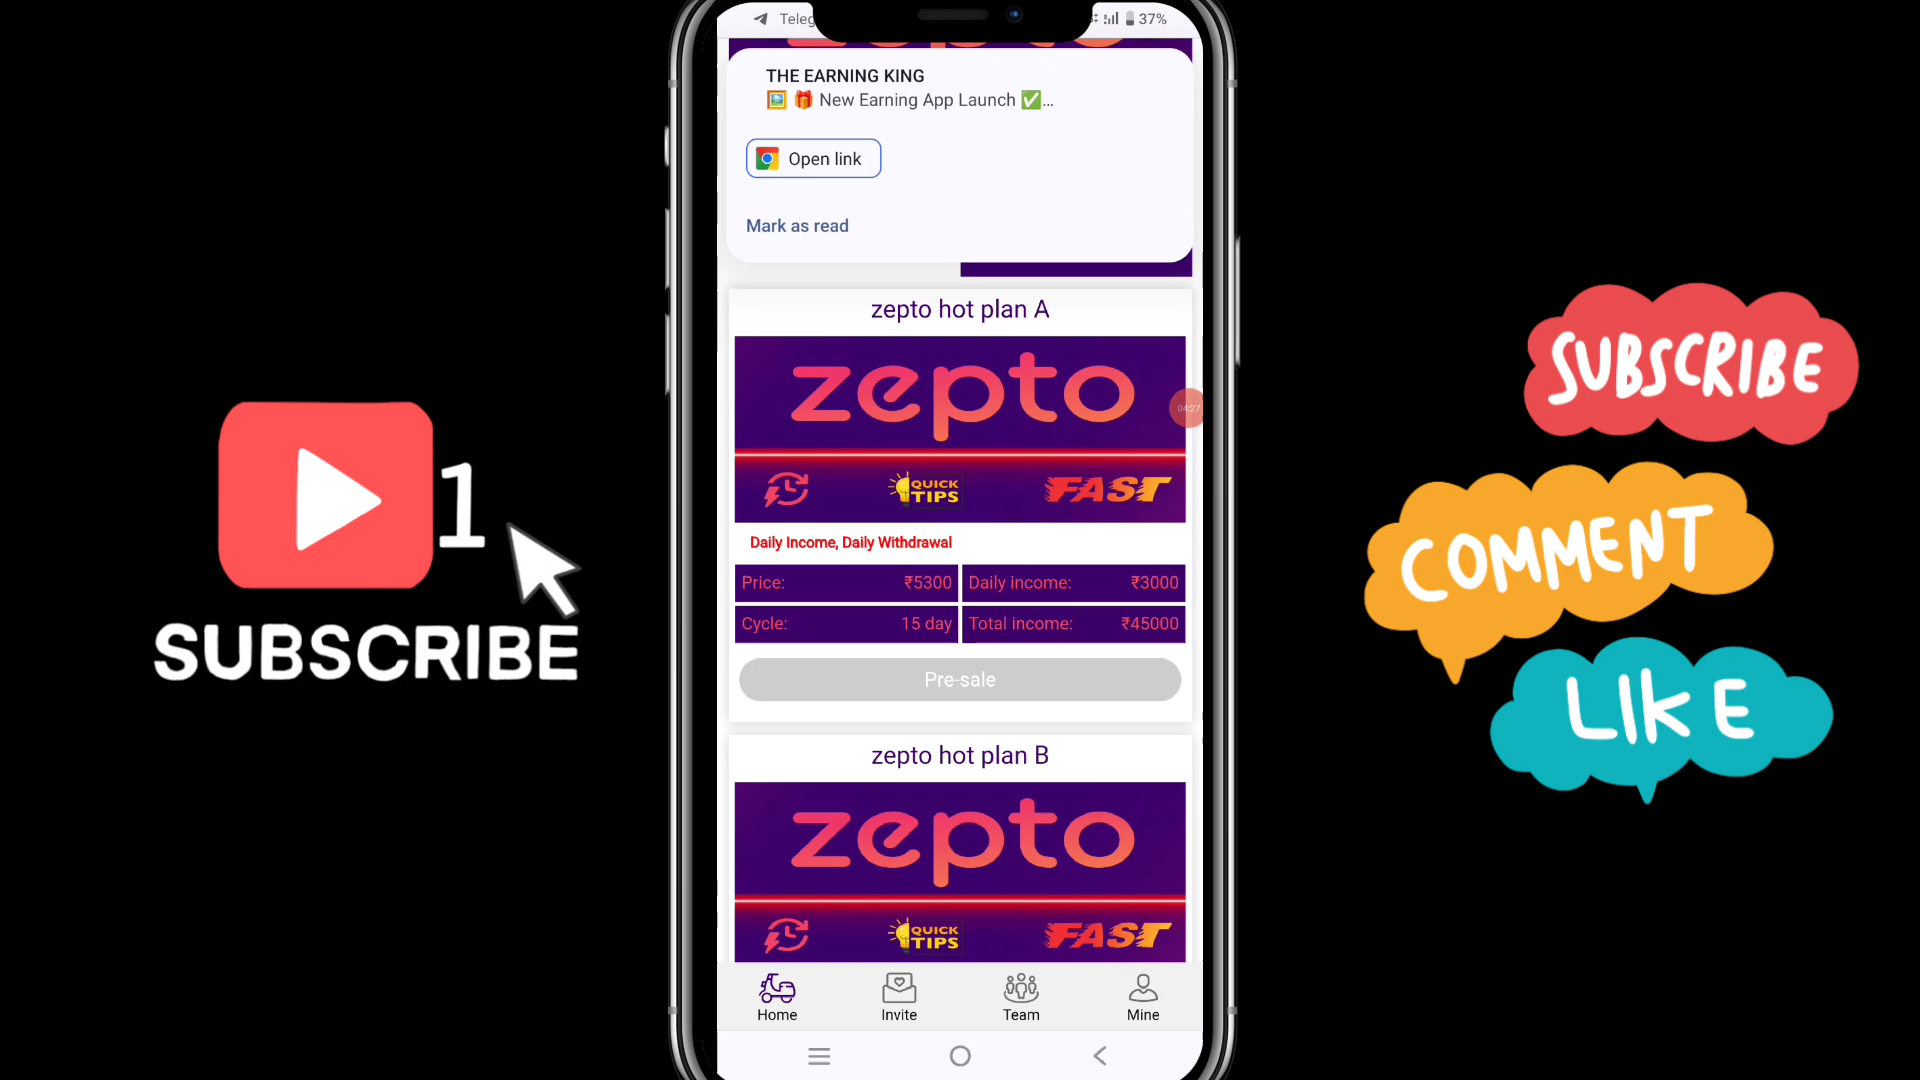 Teleg
37%
THE EARNING KING
New Earning App Launch ✅...
Open link
Mark as read
zepto hot plan A
zepto
04:27
QUICK
TIPS
FAST
Daily Income, Daily Withdrawal
Price: ₹5300
Daily income: ₹3000
Cycle: 15 day
Total income: ₹45000
Pre-sale
zepto hot plan B
zepto
QUICK
TIPS
FAST
Home
Invite
Team
Mine
1
SUBSCRIBE
SUBSCRIBE
COMMENT
LIKE